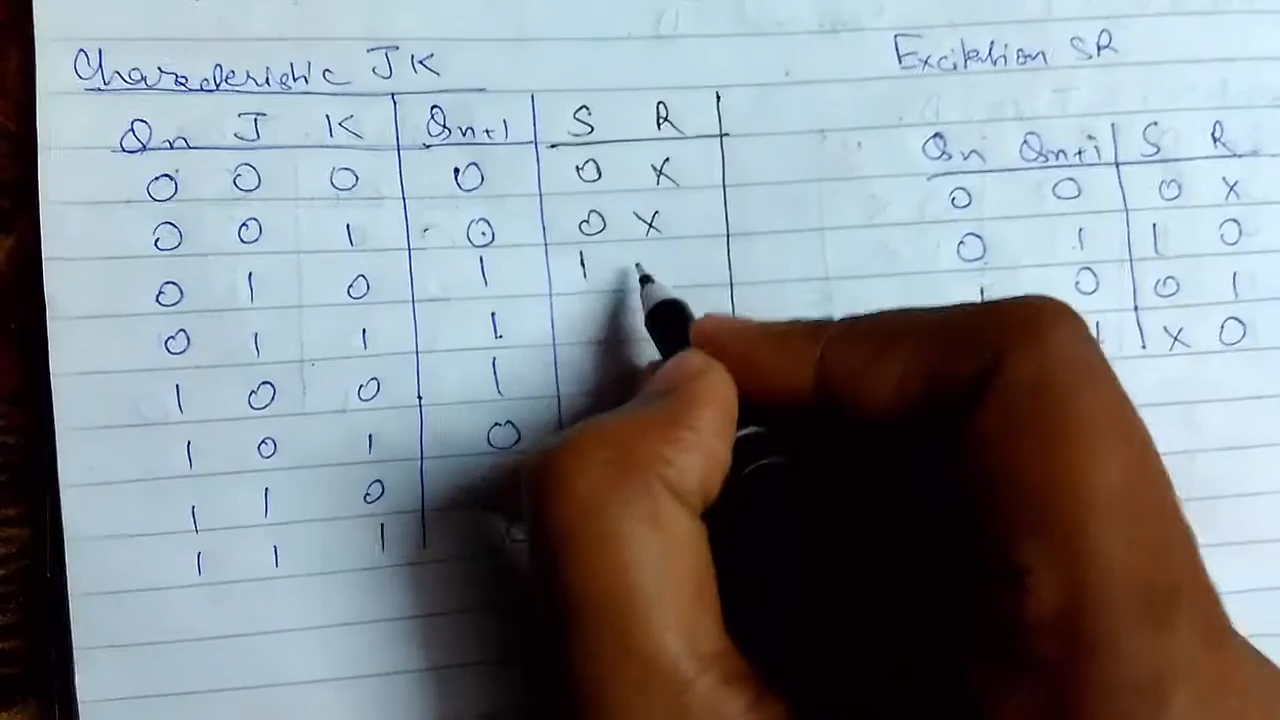 Characteristic JK
Qn J K Qn+1 S R
0 0 0 0 0 X
0 0 1 0 0 X
0 1 0 1 1
0 1 1 1
1 0 0 1
1 0 1 0
1 1 0
1 1 1
Excitation SR
Qn Qn+1 S R
0 0 0 X
0 1 1 0
1 0 0 1
1 X 0